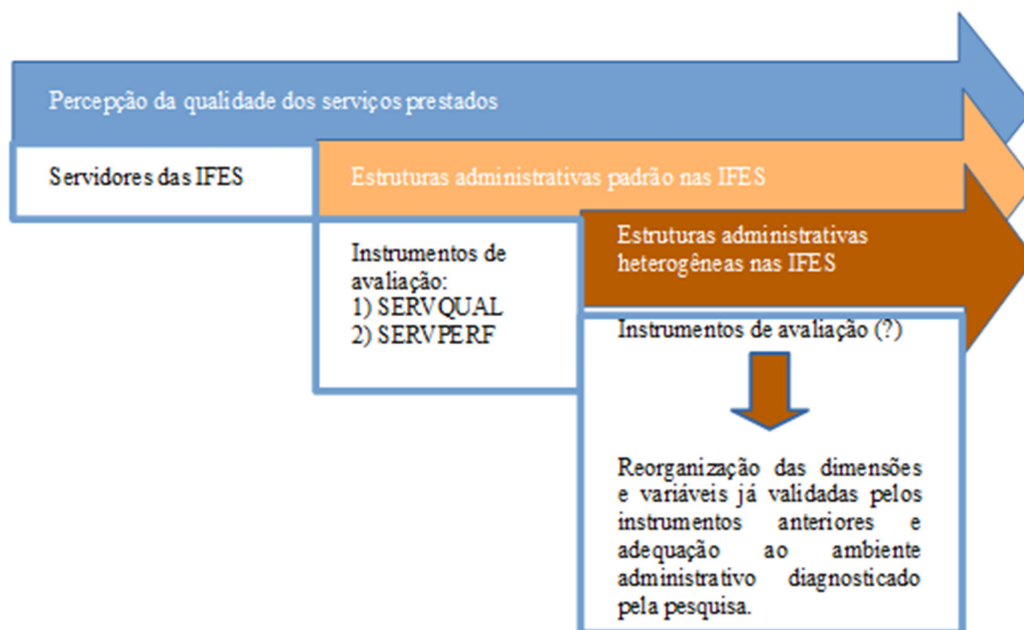 Percepção da qualidade dos serviços prestados
Servidores das IFES
Estruturas administrativas padrão nas IFES
Instrumentos de
avaliação:
1) SERVQUAL
2) SERVPERF
Estruturas administrativas
heterogêneas nas IFES
Instrumentos de avaliação (?)
Reorganização das dimensões
e variáveis já validadas pelos
instrumentos anteriores e
adequação ao ambiente
administrativo diagnosticado
pela pesquisa.